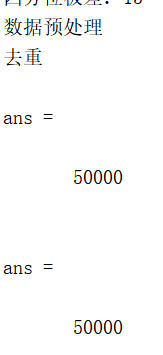 数据预处理
去重
ans =
50000
ans =
50000